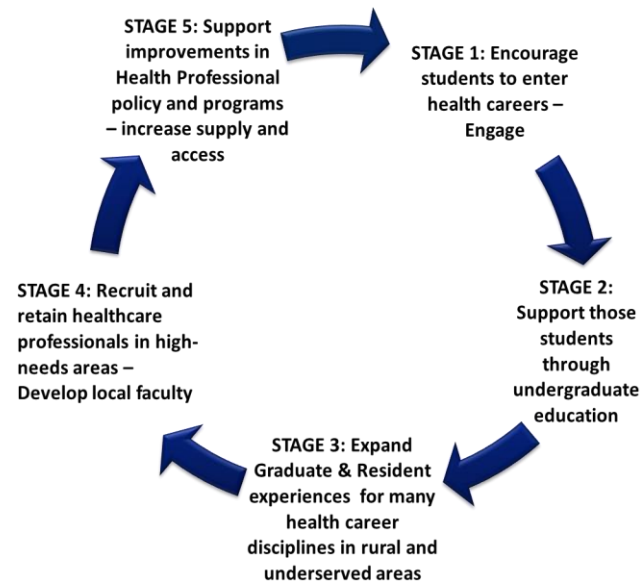 STAGE 1: Encourage
students to enter
health careers –
Engage
STAGE 2:
Support those
students
through
undergraduate
education
STAGE 3: Expand
Graduate & Resident
experiences for many
health career
disciplines in rural and
underserved areas
STAGE 4: Recruit and
retain healthcare
professionals in high-
needs areas –
Develop local faculty
STAGE 5: Support
improvements in
Health Professional
policy and programs
– increase supply and
access